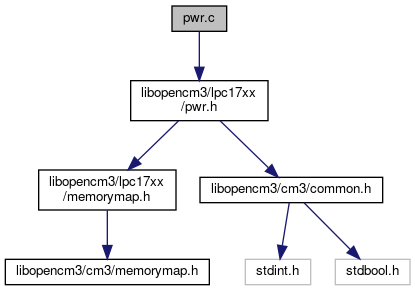 pwr.c
libopencm3/lpc17xx
/pwr.h
libopencm3/lpc17xx
/memorymap.h
libopencm3/cm3/common.h
libopencm3/cm3/memorymap.h
stdint.h
stdbool.h